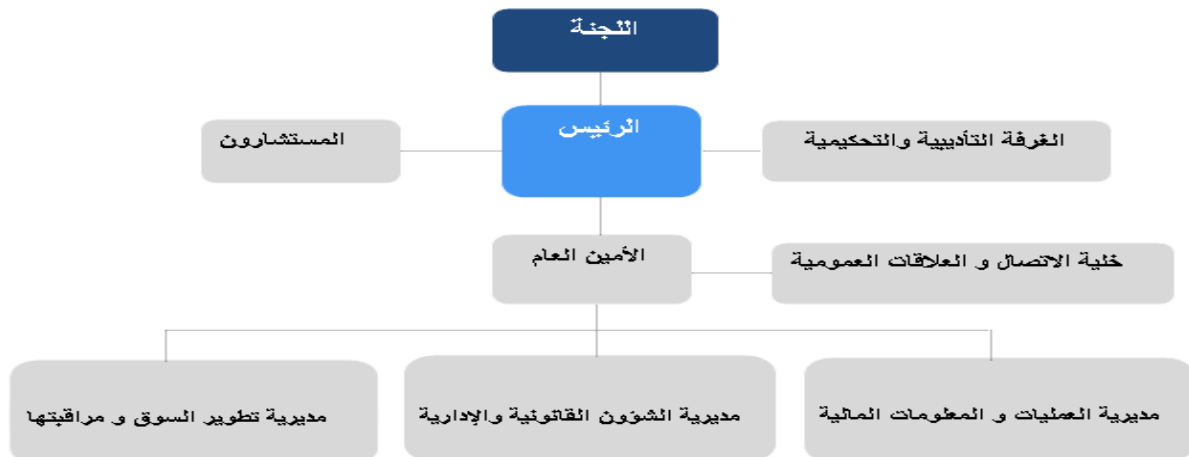 اللجنة
الرئيس
الغرفة التأديبية والتحكيمية
المستشارون
الأمين العام
خلية الاتصال و العلاقات العمومية
مديرية العمليات و المعلومات المالية
مديرية الشؤون القانونية والإدارية
مديرية تطوير السوق و مراقبتها